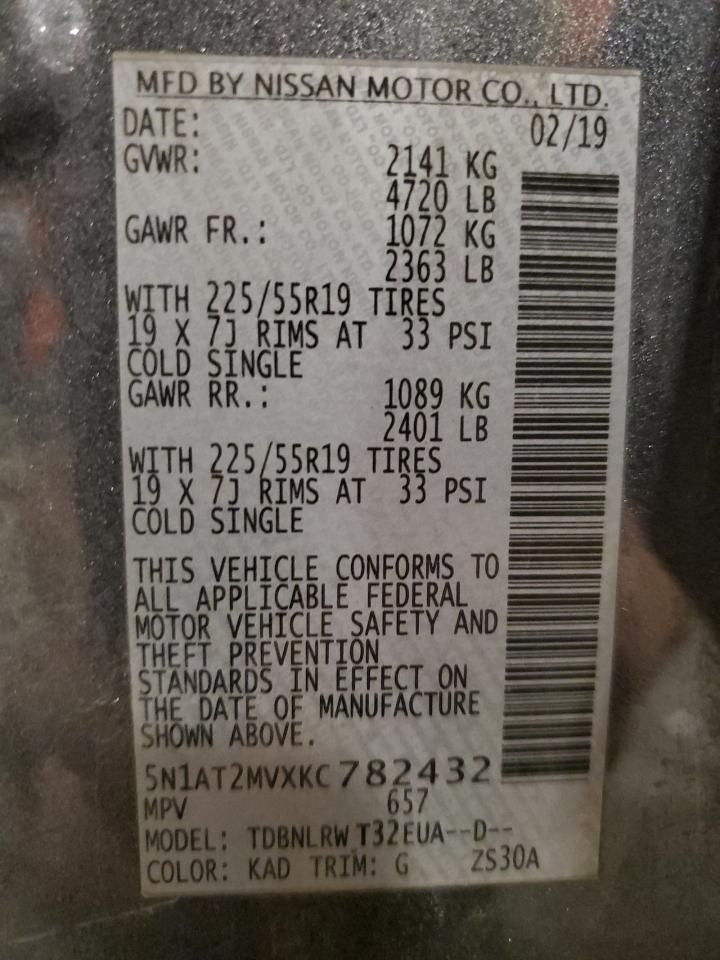 MFD BY NISSAN MOTOR CO., LTD.
DATE: 02/19
GVWR: 2141 KG
4720 LB
GAWR FR.: 1072 KG
2363 LB
WITH 225/55R19 TIRES
19 X 7J RIMS AT 33 PSI
COLD SINGLE
GAWR RR.: 1089 KG
2401 LB
WITH 225/55R19 TIRES
19 X 7J RIMS AT 33 PSI
COLD SINGLE
THIS VEHICLE CONFORMS TO
ALL APPLICABLE FEDERAL
MOTOR VEHICLE SAFETY AND
THEFT PREVENTION
STANDARDS IN EFFECT ON
THE DATE OF MANUFACTURE
SHOWN ABOVE.
5N1AT2MVXKC782432
MPV 657
MODEL: TDBNLRW T32EUA--D--
COLOR: KAD TRIM: G ZS30A